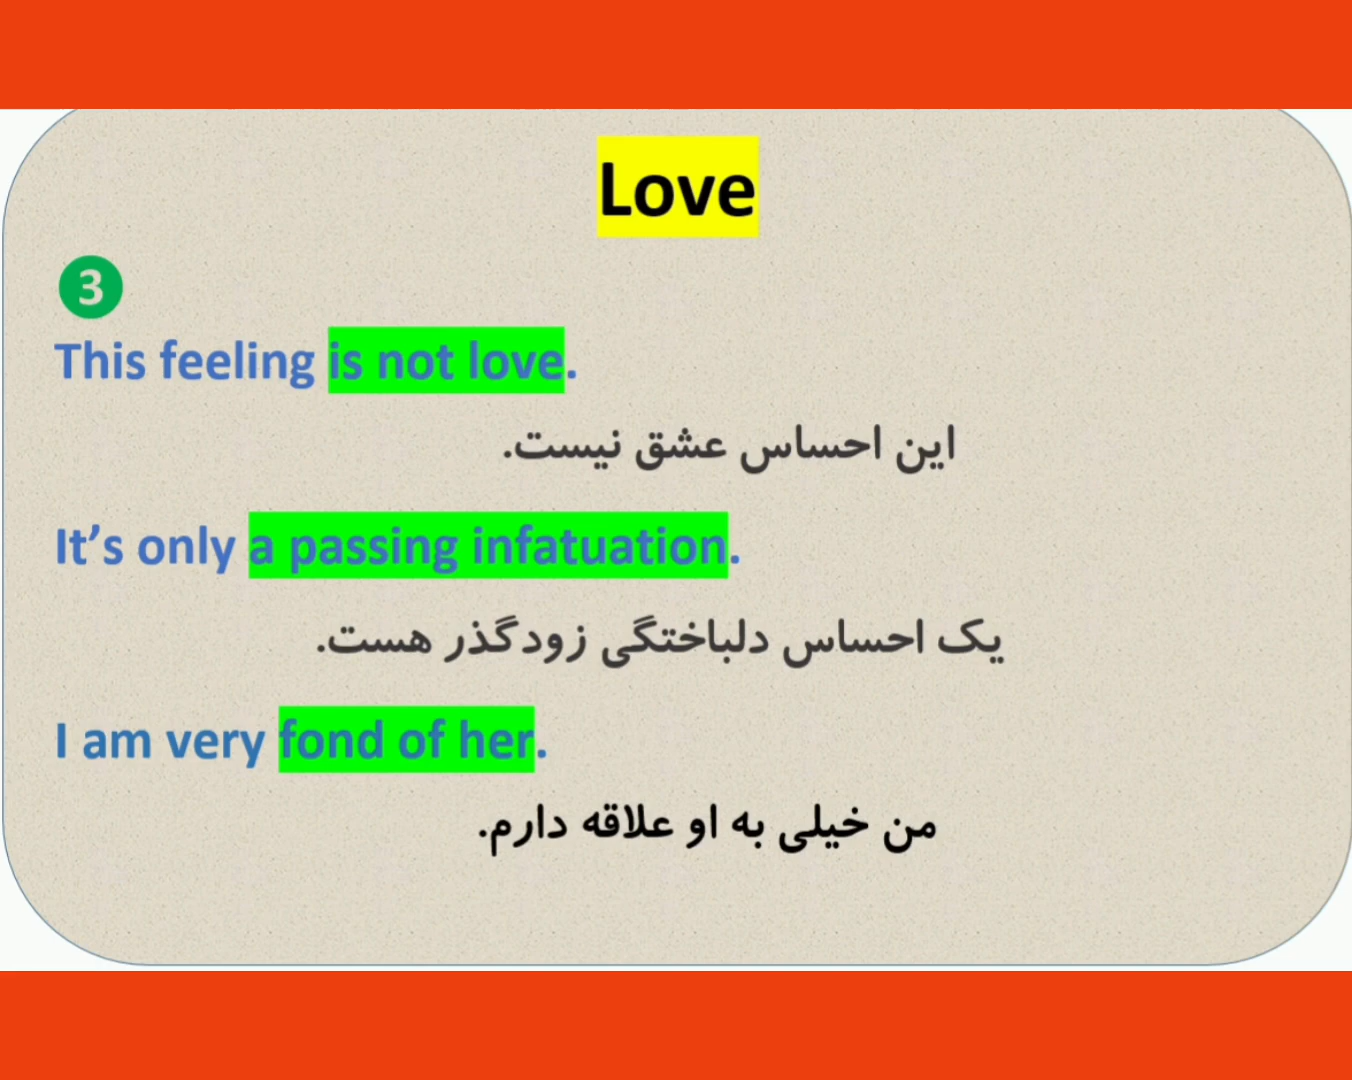 Love
3
This feeling is not love.
این احساس عشق نیست.
It’s only a passing infatuation.
یک احساس دلباختگی زودگذر هست.
I am very fond of her.
من خیلی به او علاقه دارم.